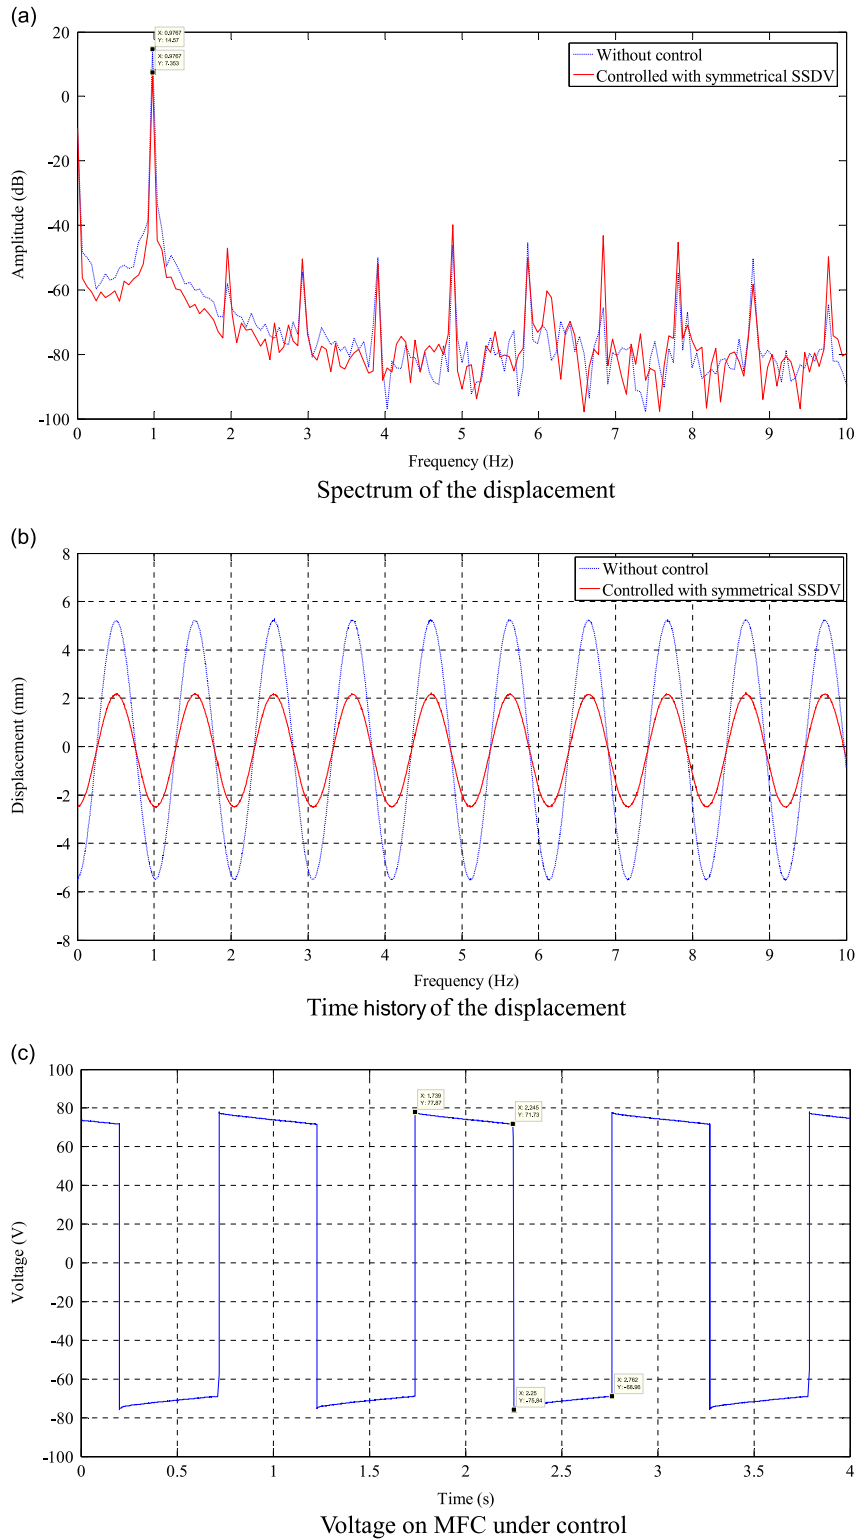 (a)
20
0
-20
-40
-60
-80
-100
Amplitude (dB)
X: 0.9767
Y: 14.57
X: 0.9767
Y: 7.353
Without control
Controlled with symmetrical SSDV
0 1 2 3 4 5 6 7 8 9 10
Frequency (Hz)
Spectrum of the displacement
(b)
8
6
4
2
0
-2
-4
-6
-8
Displacement (mm)
Without control
Controlled with symmetrical SSDV
0 1 2 3 4 5 6 7 8 9 10
Frequency (Hz)
Time history of the displacement
(c)
100
80
60
40
20
0
-20
-40
-60
-80
-100
Voltage (V)
X: 1.739
Y: 77.87
X: 2.245
Y: 71.73
X: 2.25
Y: -75.84
X: 2.762
Y: -68.96
0 0.5 1 1.5 2 2.5 3 3.5 4
Time (s)
Voltage on MFC under control